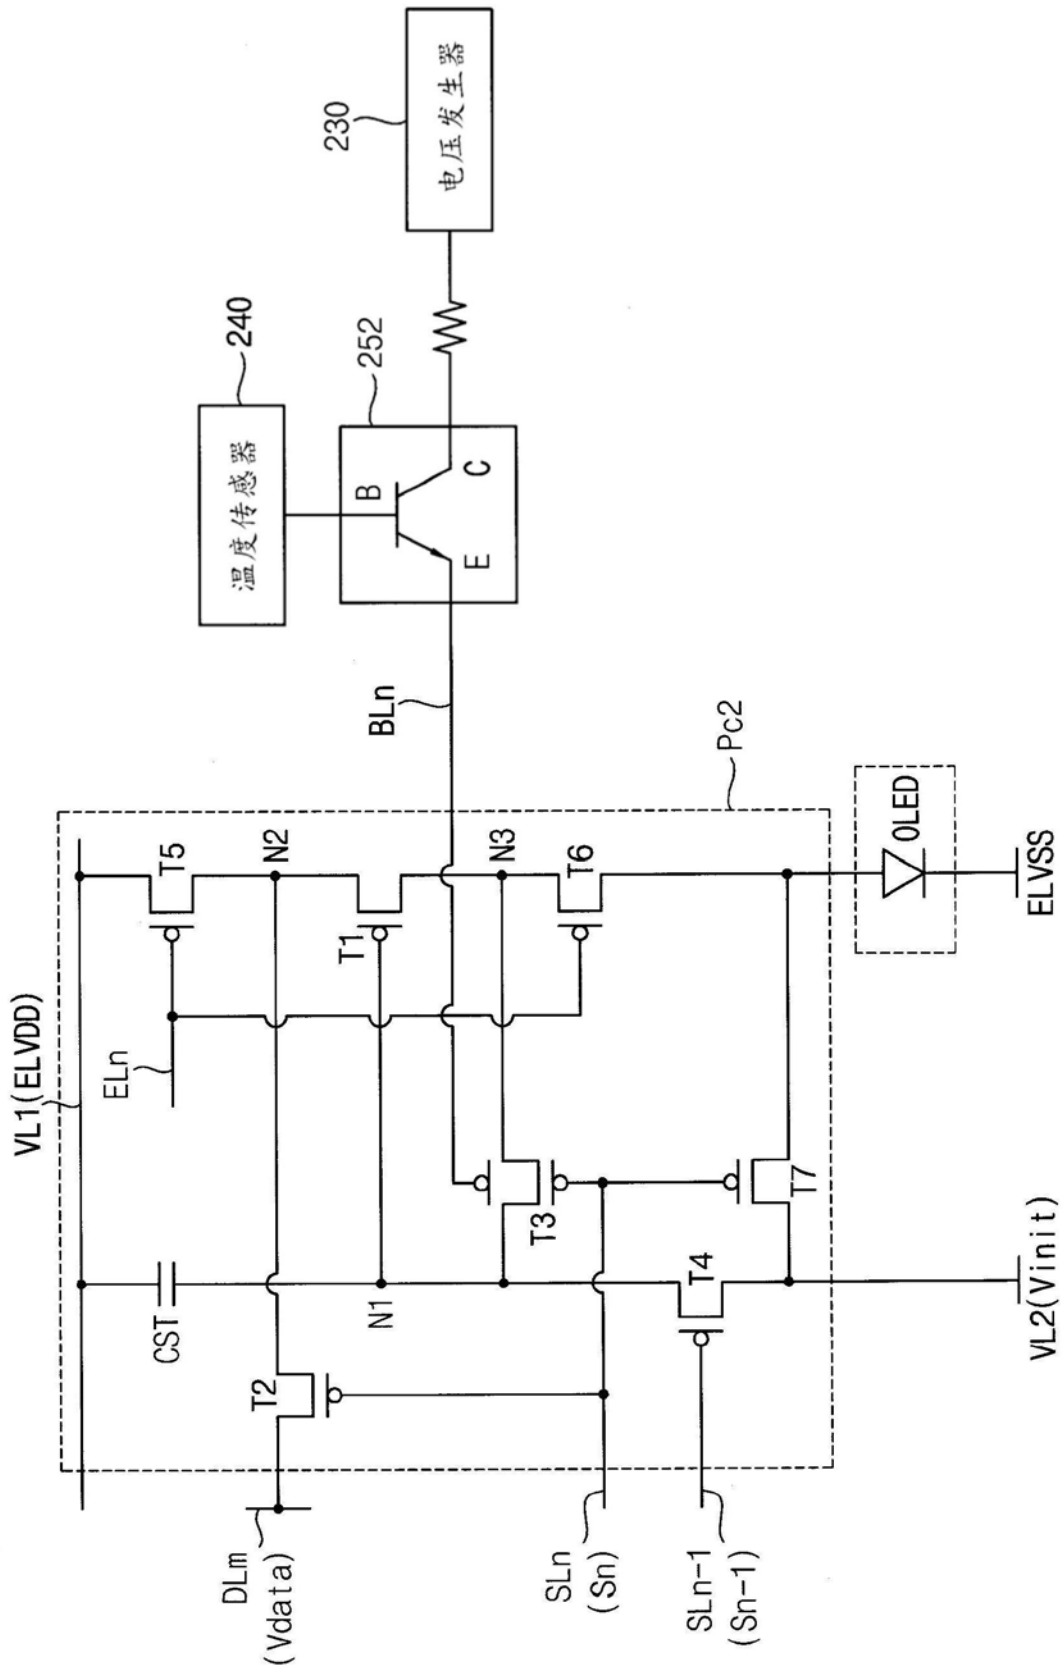 VL1(ELVDD)
ELn
T5
N2
CST
T2
DLm
(Vdata)
T1
N1
BLn
N3
T3
T6
SLn
(Sn)
T4
T7
SLn-1
(Sn-1)
Pc2
VL2(Vinit)
OLED
ELVSS
温度传感器
240
B
E
C
252
230
电压发生器